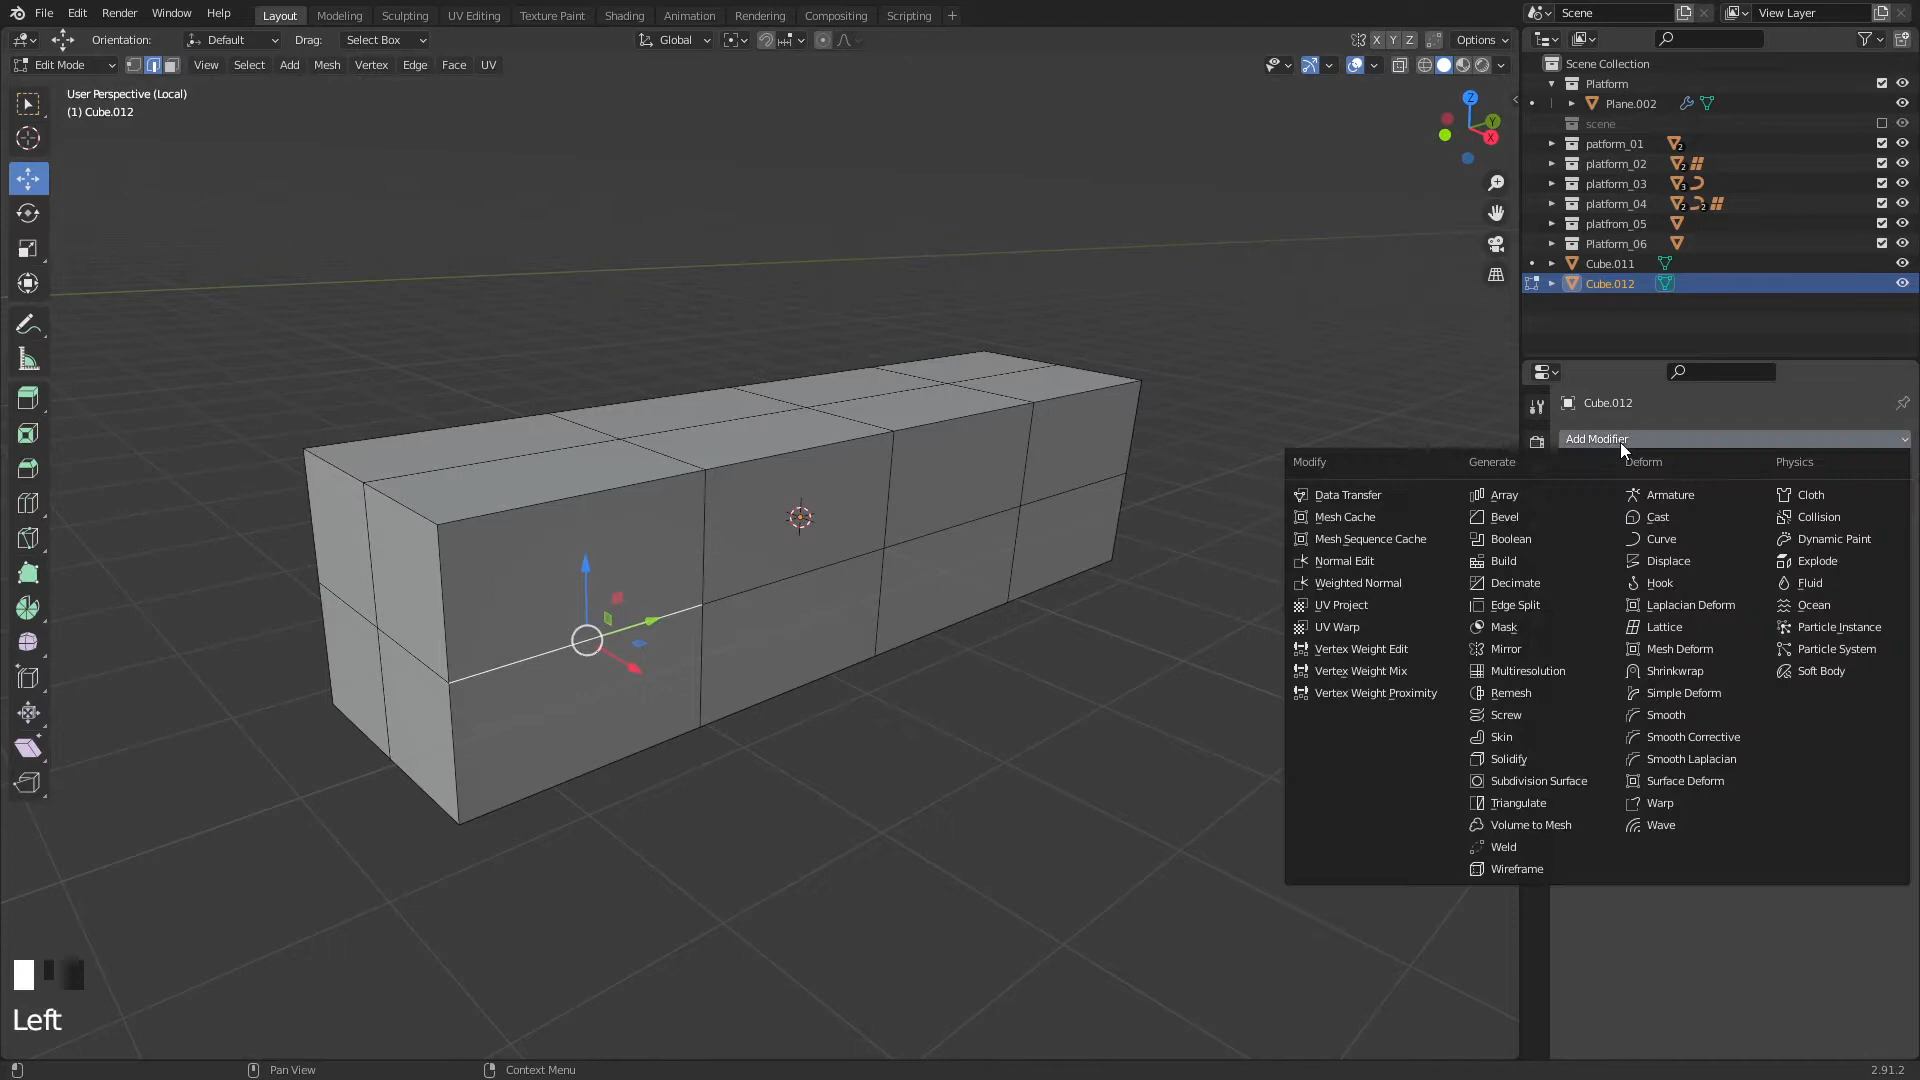 File Edit Render Window Help Layout Modeling Sculpting UV Editing Texture Paint Shading Animation Rendering Compositing Scripting + Scene View Layer
Orientation: Default Drag: Select Box Global X Y Z Options
Edit Mode View Select Add Mesh Vertex Edge Face UV
User Perspective (Local)
(1) Cube.012
Z
Y
X
Scene Collection
Platform
Plane.002
scene
patform_01 2
platform_02 2
platform_03 3
platform_04 2 2
platfrom_05
Platform_06
Cube.011
Cube.012
Cube.012
Add Modifier
Modify Generate Deform Physics
Data Transfer Array Armature Cloth
Mesh Cache Bevel Cast Collision
Mesh Sequence Cache Boolean Curve Dynamic Paint
Normal Edit Build Displace Explode
Weighted Normal Decimate Hook Fluid
UV Project Edge Split Laplacian Deform Ocean
UV Warp Mask Lattice Particle Instance
Vertex Weight Edit Mirror Mesh Deform Particle System
Vertex Weight Mix Multiresolution Shrinkwrap Soft Body
Vertex Weight Proximity Remesh Simple Deform
Screw Smooth
Skin Smooth Corrective
Solidify Smooth Laplacian
Subdivision Surface Surface Deform
Triangulate Warp
Volume to Mesh Wave
Weld
Wireframe
Left
Pan View Context Menu 2.91.2